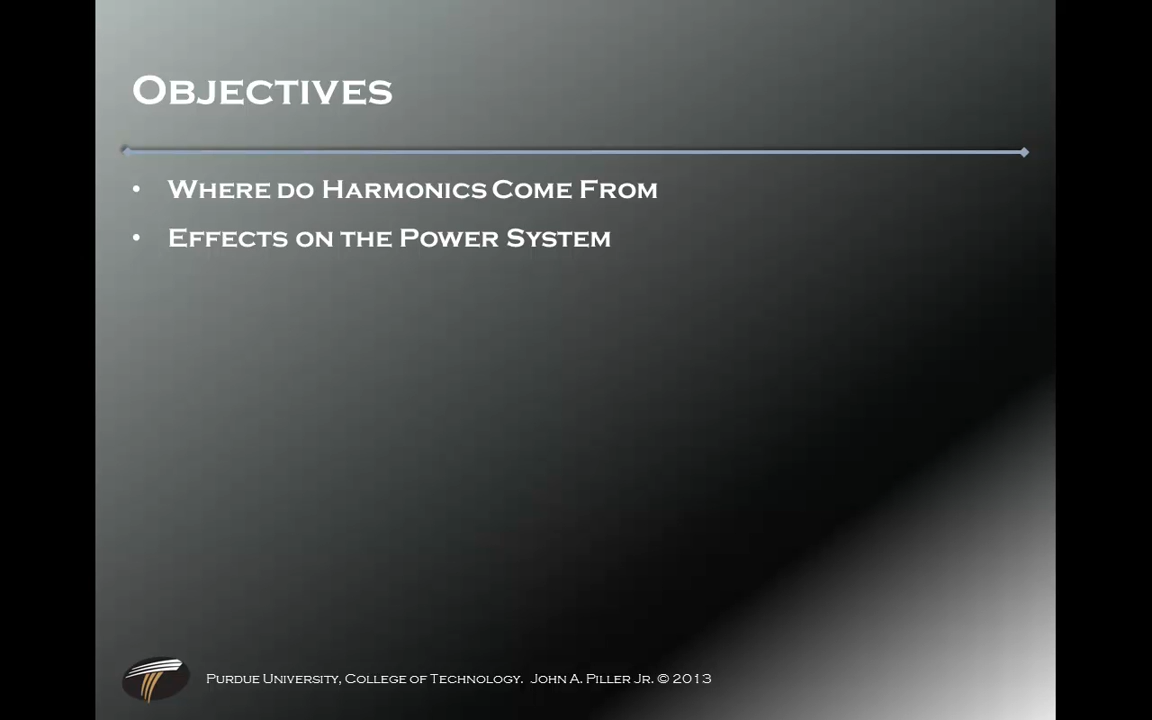 Objectives
• Where do Harmonics Come From
• Effects on the Power System
Purdue University, College of Technology. John A. Piller Jr. © 2013